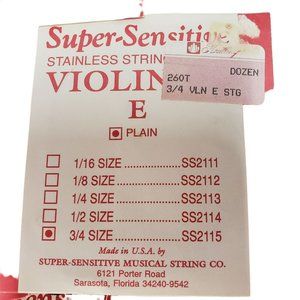 Super-Sensitive
STAINLESS STRIN
VIOLIN
E
PLAIN
260T DOZEN
3/4 VLN E STG
1/16 SIZE .............. SS2111
1/8 SIZE ................ SS2112
1/4 SIZE ................ SS2113
1/2 SIZE ................ SS2114
3/4 SIZE ................ SS2115
Made in U.S.A. by
SUPER-SENSITIVE MUSICAL STRING CO.
6121 Porter Road
Sarasota, Florida 34240-9542